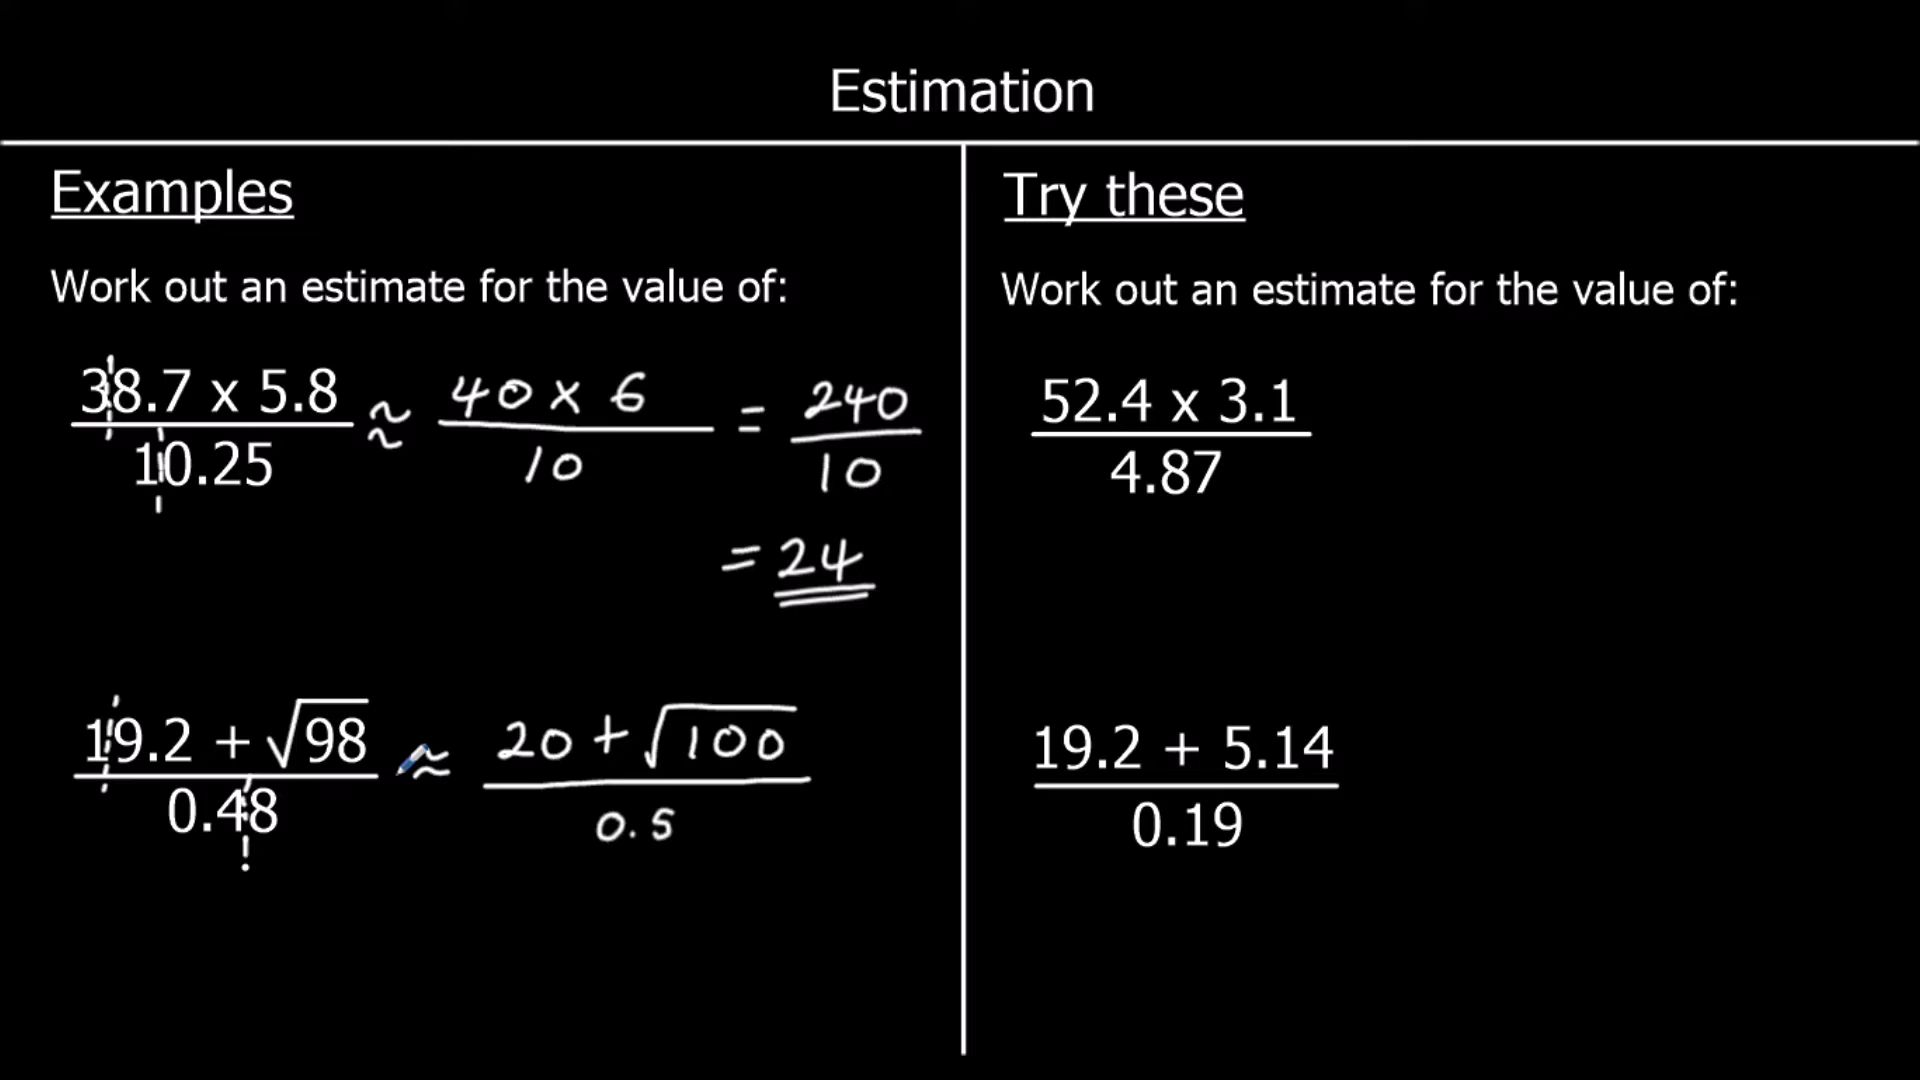 Estimation
Examples
Work out an estimate for the value of:
38.7 x 5.8 ≈ 40 x 6 = 240
10.25 10 10
= 24
19.2 + √98 ≈ 20 + √100
0.48 0.5
Try these
Work out an estimate for the value of:
52.4 x 3.1
4.87
19.2 + 5.14
0.19